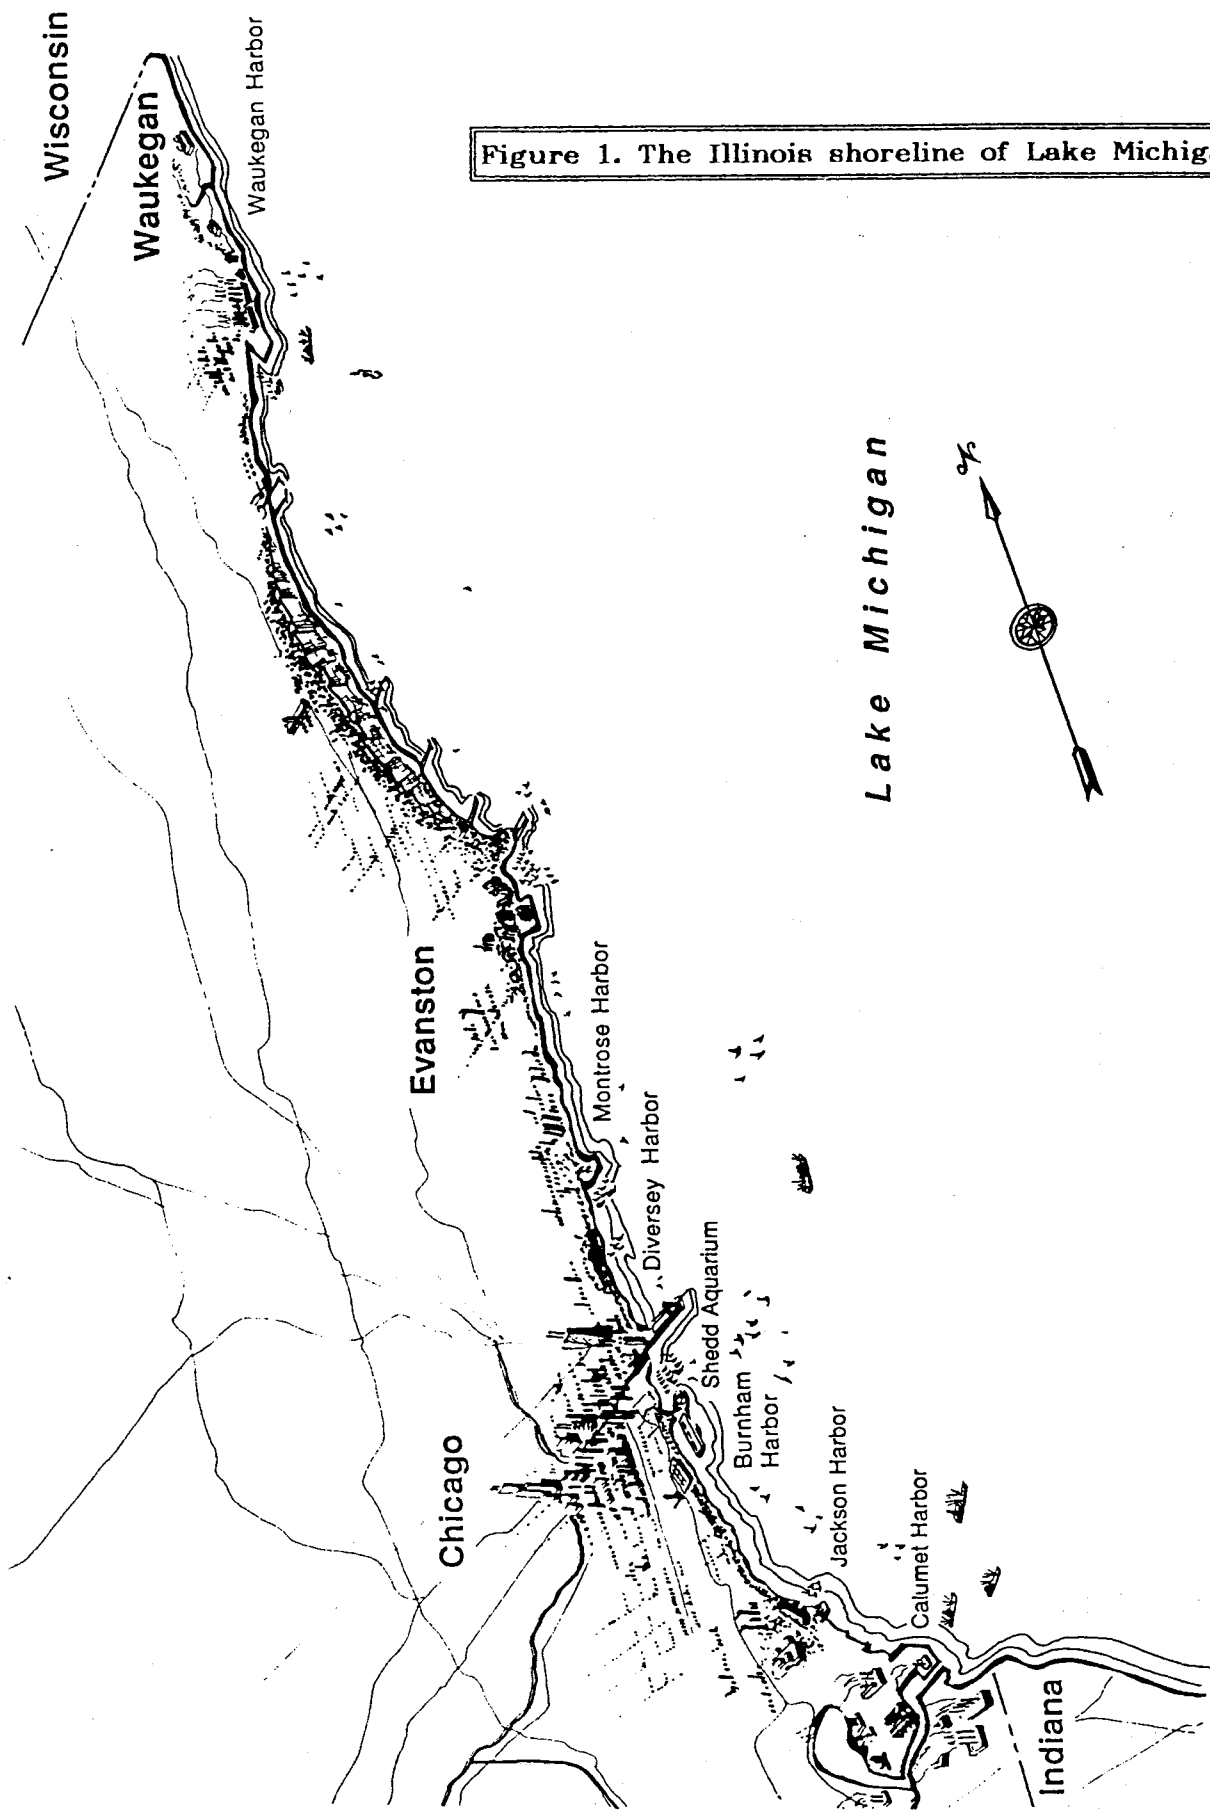 Wisconsin
Waukegan
Waukegan Harbor
Figure 1. The Illinois shoreline of Lake Michig
Lake Michigan
N
Evanston
Montrose Harbor
Diversey Harbor
Shedd Aquarium
Chicago
Burnham
Harbor
Jackson Harbor
Calumet Harbor
Indiana